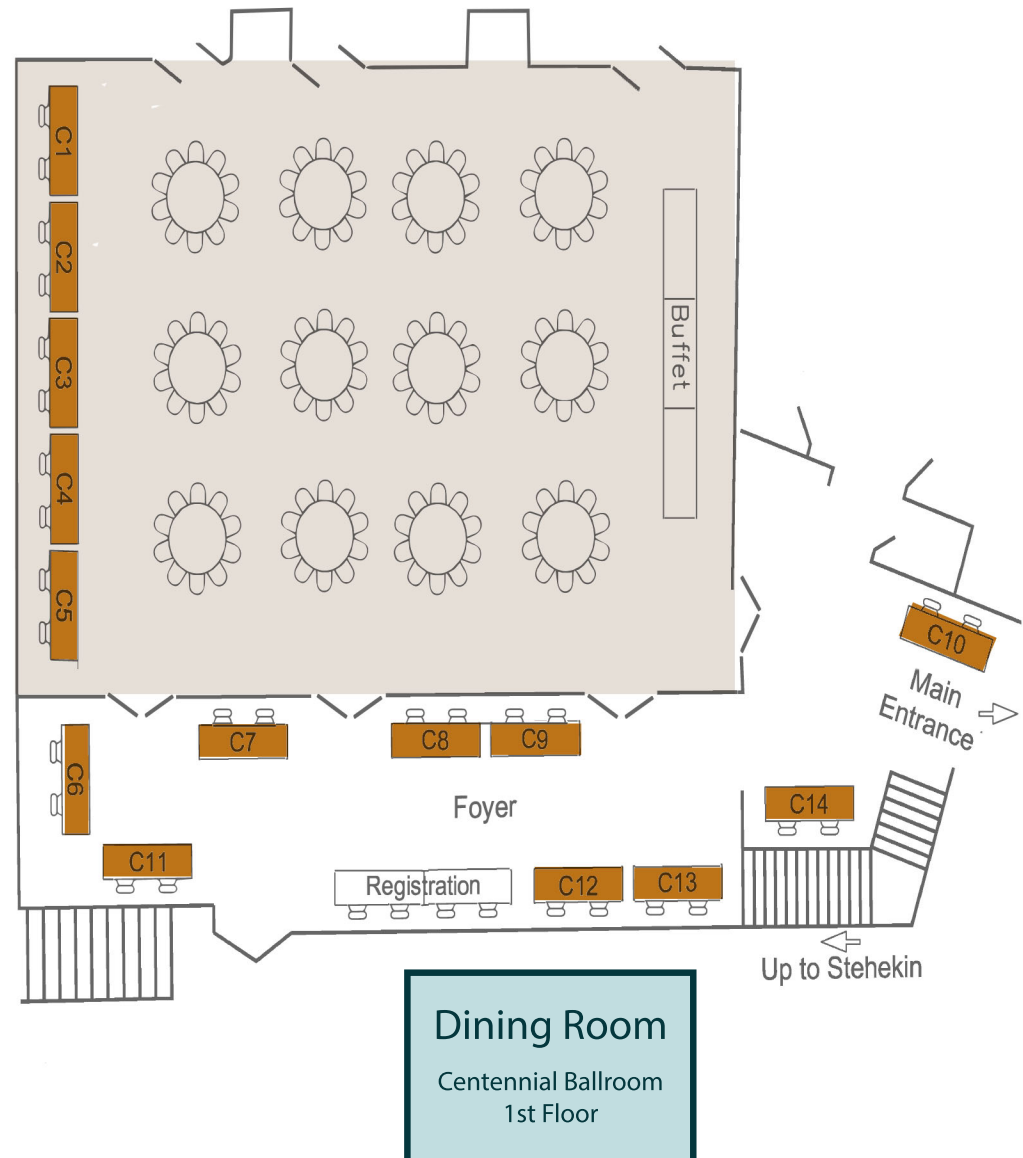 C1
C2
C3
C4
C5
Buffet
C10
Main
Entrance
C6
C7
C8
C9
Foyer
C14
C11
Registration
C12
C13
Up to Stehekin
Dining Room
Centennial Ballroom
1st Floor